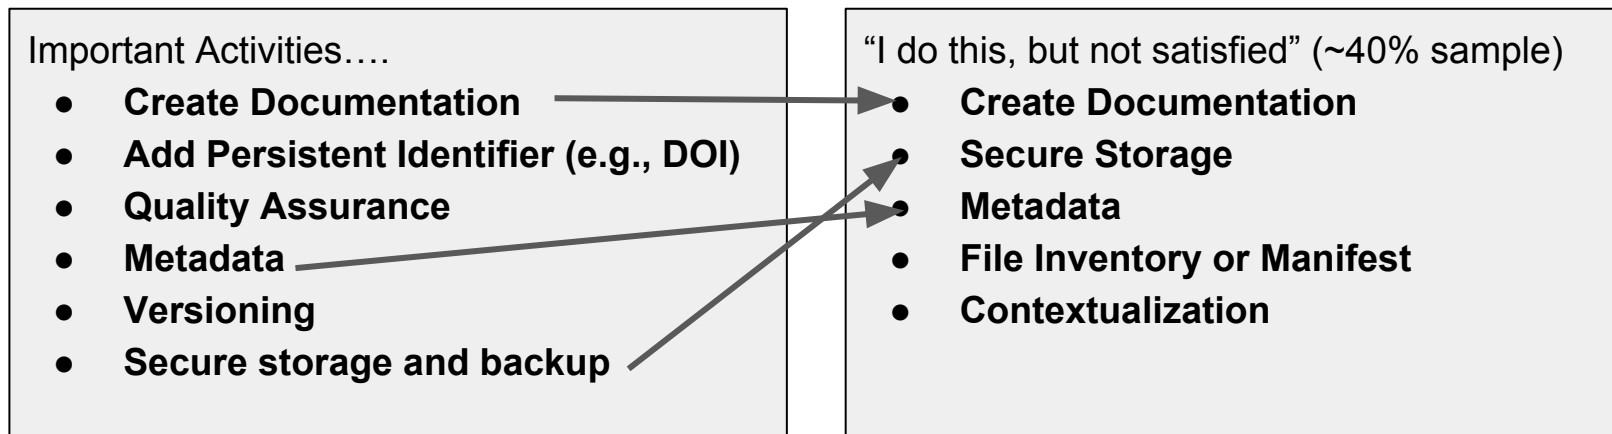 Important Activities....
● Create Documentation
● Add Persistent Identifier (e.g., DOI)
● Quality Assurance
● Metadata
● Versioning
● Secure storage and backup
“I do this, but not satisfied” (~40% sample)
● Create Documentation
● Secure Storage
● Metadata
● File Inventory or Manifest
● Contextualization